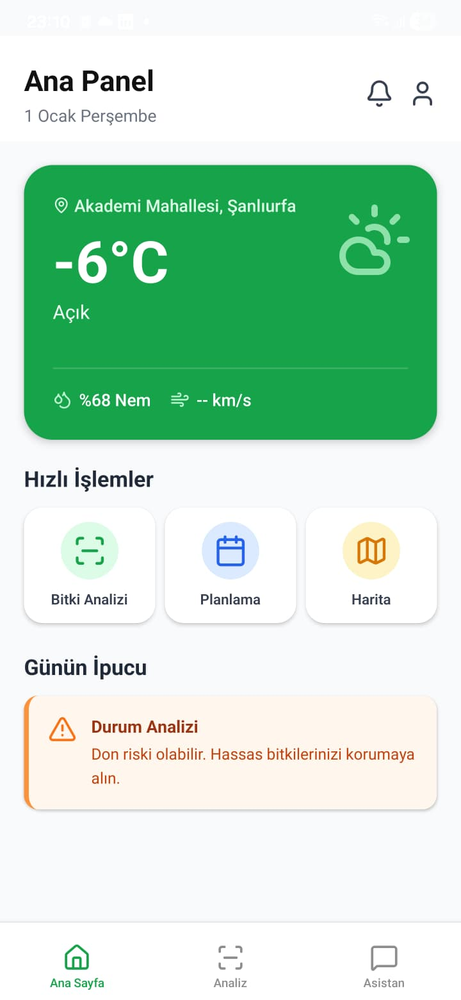 23:10
Ana Panel
1 Ocak Perşembe
Akademi Mahallesi, Şanlıurfa
-6°C
Açık
%68 Nem
-- km/s
Hızlı İşlemler
Bitki Analizi
Planlama
Harita
Günün İpucu
Durum Analizi
Don riski olabilir. Hassas bitkilerinizi korumaya
alın.
Ana Sayfa
Analiz
Asistan